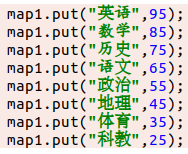 map1.put("英语",95)
map1.put("数学",85)
map1.put("历史",75)
map1.put("语文",65)
map1.put("政治",55)
map1.put("地理",45)
map1.put("体育",35)
map1.put("科教",25)